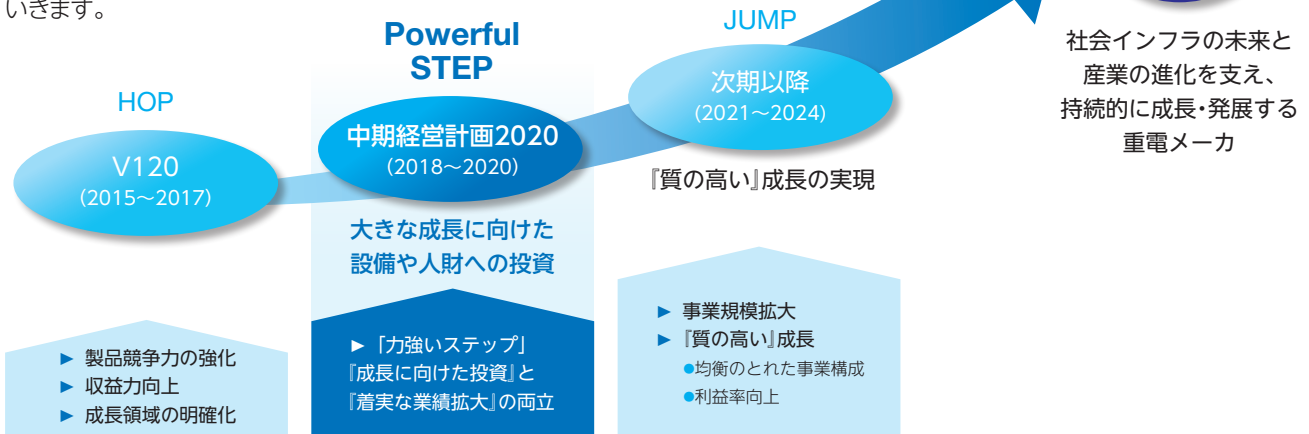 いきます。
HOP
V120
(2015～2017)
► 製品競争力の強化
► 収益力向上
► 成長領域の明確化
Powerful
STEP
中期経営計画2020
(2018～2020)
大きな成長に向けた
設備や人財への投資
►「力強いステップ」
『成長に向けた投資』と
『着実な業績拡大』の両立
JUMP
次期以降
(2021～2024)
『質の高い』成長の実現
► 事業規模拡大
► 『質の高い』成長
●均衡のとれた事業構成
●利益率向上
社会インフラの未来と
産業の進化を支え、
持続的に成長・発展する
重電メーカ